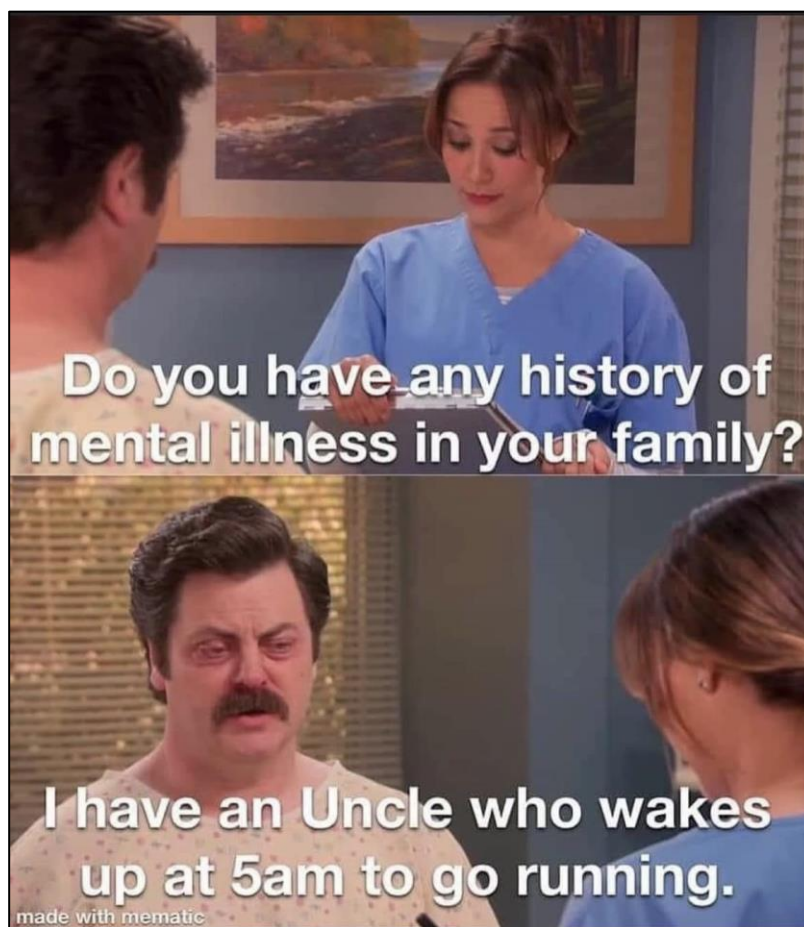 Do you have any history of
mental illness in your family?
I have an Uncle who wakes
up at 5am to go running.
made with mematic